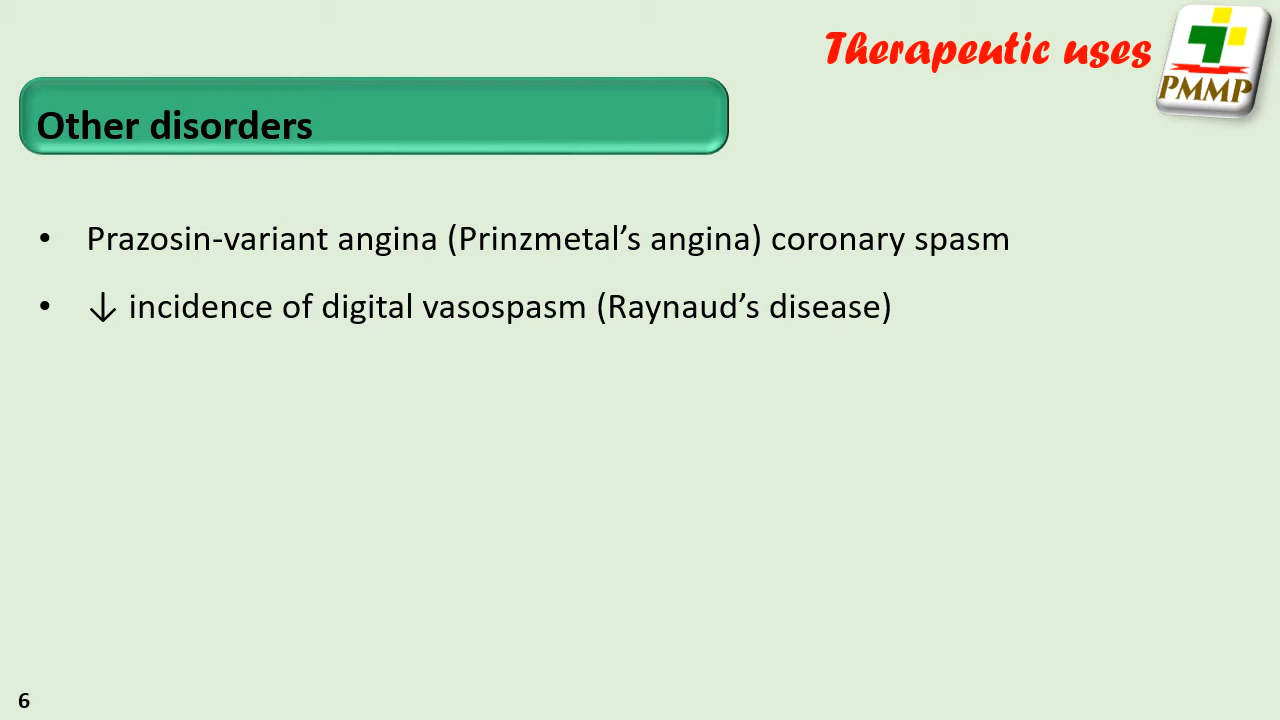 Therapeutic uses
PMMP
Other disorders
• Prazosin-variant angina (Prinzmetal’s angina) coronary spasm
• ↓ incidence of digital vasospasm (Raynaud’s disease)
6